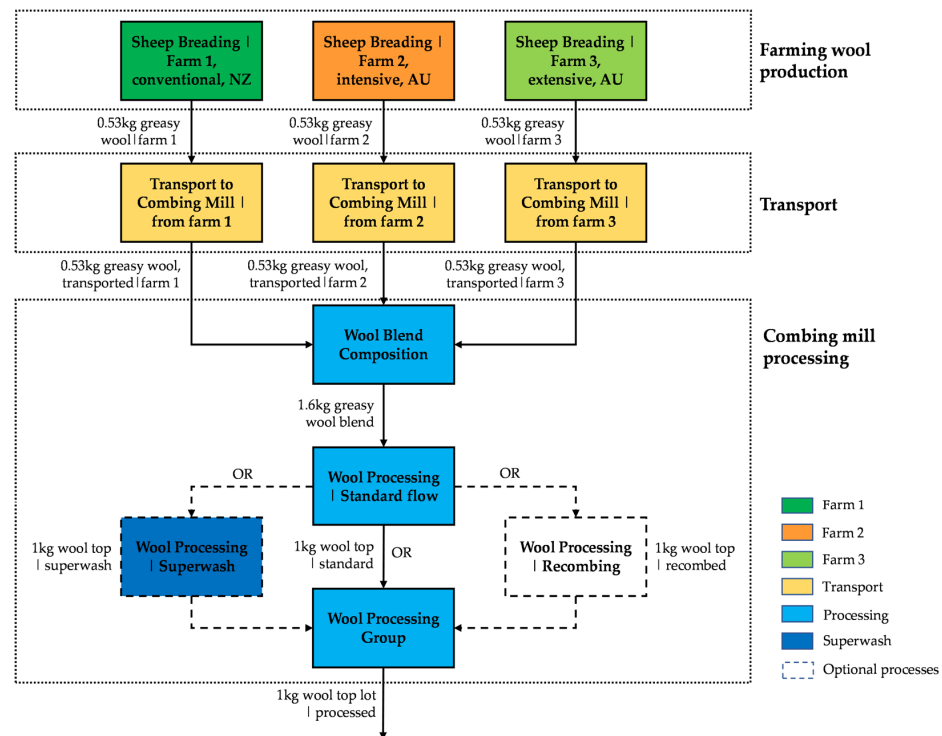 Sheep Breading |
Farm 1,
conventional, NZ
Sheep Breading |
Farm 2,
intensive, AU
Sheep Breading |
Farm 3,
extensive, AU
Farming wool
production
0.53kg greasy
wool|farm 1
0.53kg greasy
wool|farm 2
0.53kg greasy
wool|farm 3
Transport to
Combing Mill |
from farm 1
Transport to
Combing Mill |
from farm 2
Transport to
Combing Mill |
from farm 3
Transport
0.53kg greasy wool,
transported|farm 1
0.53kg greasy wool,
transported|farm 2
0.53kg greasy wool,
transported|farm 3
Wool Blend
Composition
Combing mill
processing
1.6kg greasy
wool blend
Wool Processing
| Standard flow
OR
OR
1kg wool top
| superwash
Wool Processing
| Superwash
1kg wool top
| standard
OR
Wool Processing
| Recombing
1kg wool top
| recombed
Wool Processing
Group
1kg wool top lot
| processed
Farm 1
Farm 2
Farm 3
Transport
Processing
Superwash
Optional processes